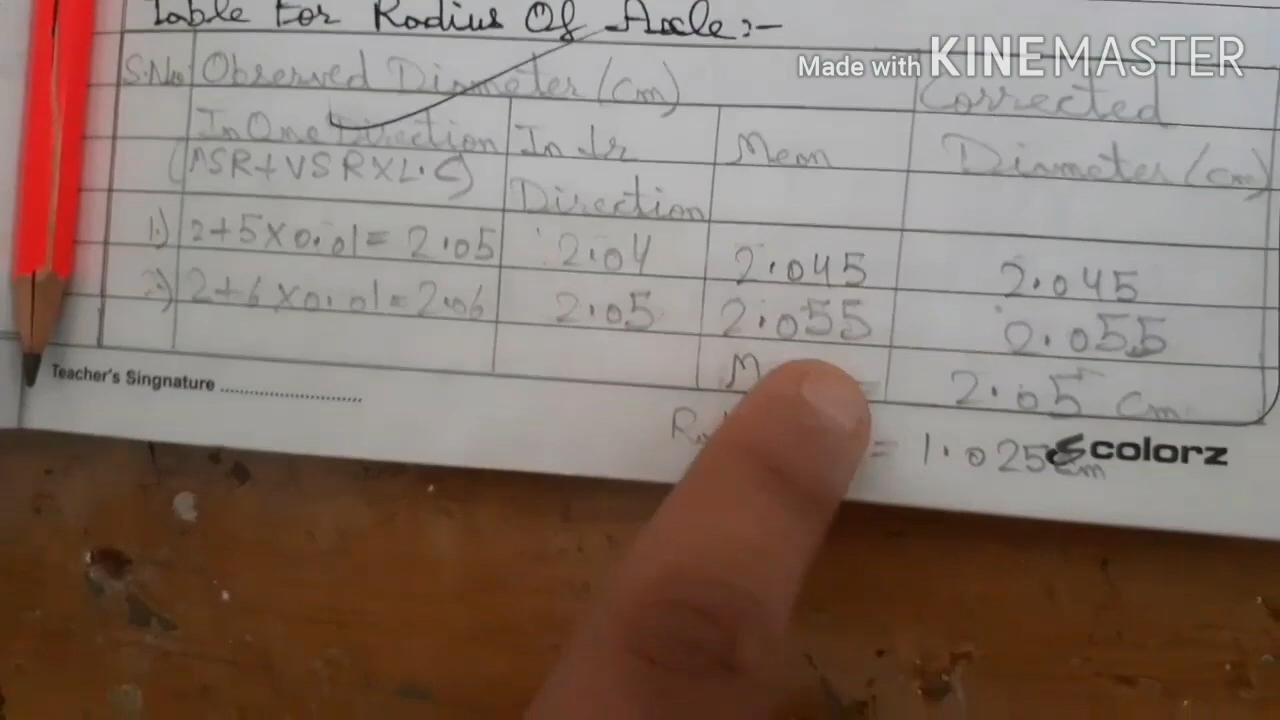 Table For Radius Of Axle:-
Made with KINEMASTER
S.No Observed Diameter (cm) Corrected
In One Direction In Ir Mean Diameter (cm)
(MSR+VSR×L.C) Direction
1.) 2+5×0.01= 2.05 2.04 2.045 2.045
2.) 2+6×0.01=2.06 2.05 2.055 2.055
2.05 cm
Teacher's Singnature ................................
= 1.025 cm
colorz